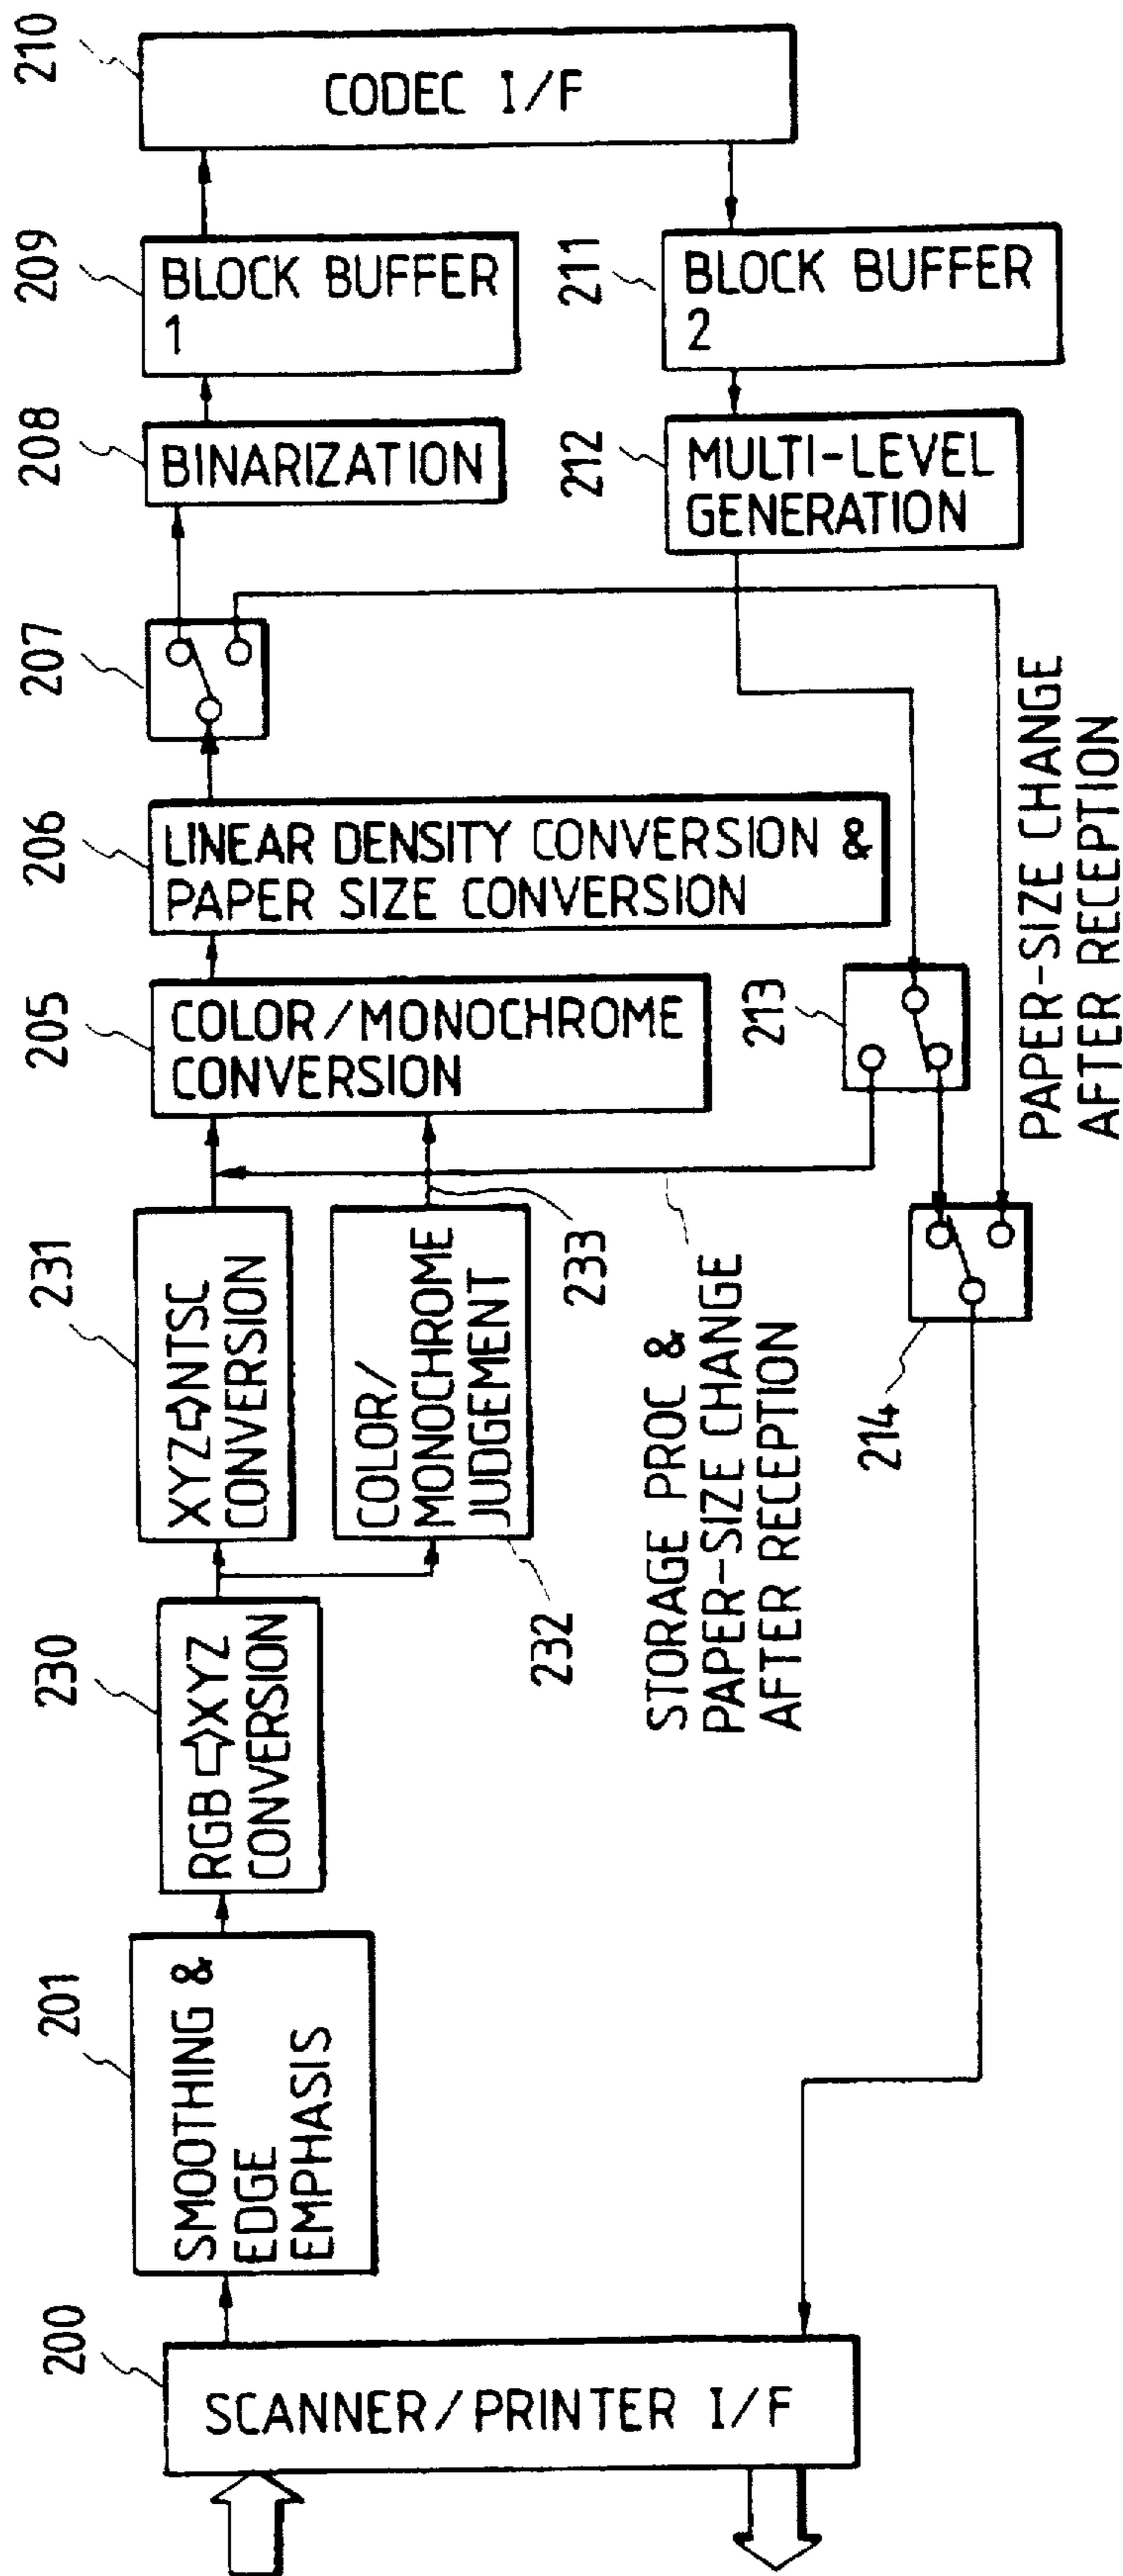 200
SCANNER/PRINTER I/F
201
SMOOTHING &
EDGE
EMPHASIS
230
RGB⇨XYZ
CONVERSION
231
XYZ⇨NTSC
CONVERSION
COLOR/
MONOCHROME
JUDGEMENT
232
233
205
COLOR/MONOCHROME
CONVERSION
206
LINEAR DENSITY CONVERSION &
PAPER SIZE CONVERSION
207
208
BINARIZATION
209
BLOCK BUFFER
1
210
CODEC I/F
211
BLOCK BUFFER
2
212
MULTI-LEVEL
GENERATION
213
214
STORAGE PROC &
PAPER-SIZE CHANGE
AFTER RECEPTION
PAPER-SIZE CHANGE
AFTER RECEPTION